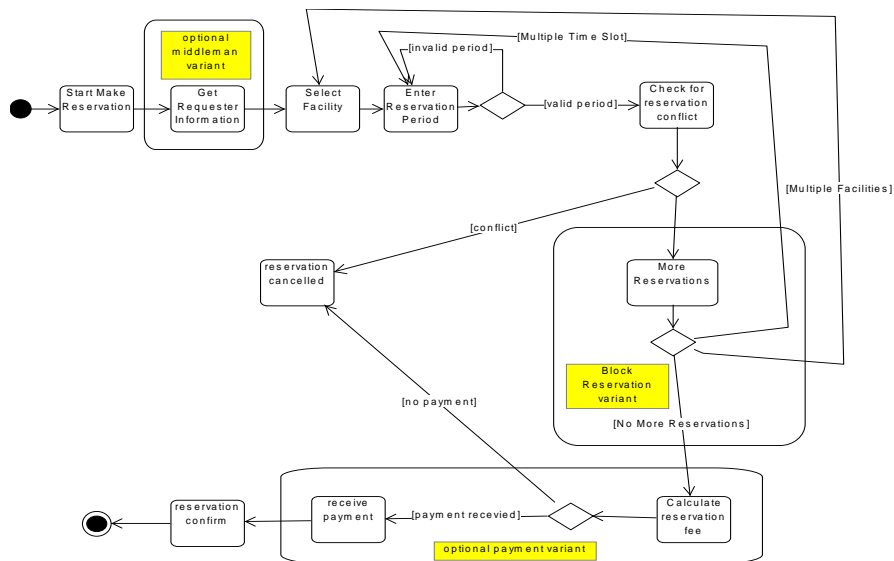 optional
middleman
variant
[Multiple Time Slot]
[invalid period]
Start Make
Reservation
Get
Requester
Information
Select
Facility
Enter
Reservation
Period
[valid period]
Check for
reservation
conflict
[Multiple Facilities]
[conflict]
reservation
cancelled
More
Reservations
Block
Reservation
variant
[no payment]
[No More Reservations]
reservation
confirm
receive
payment
[payment recevied]
Calculate
reservation
fee
optional payment variant